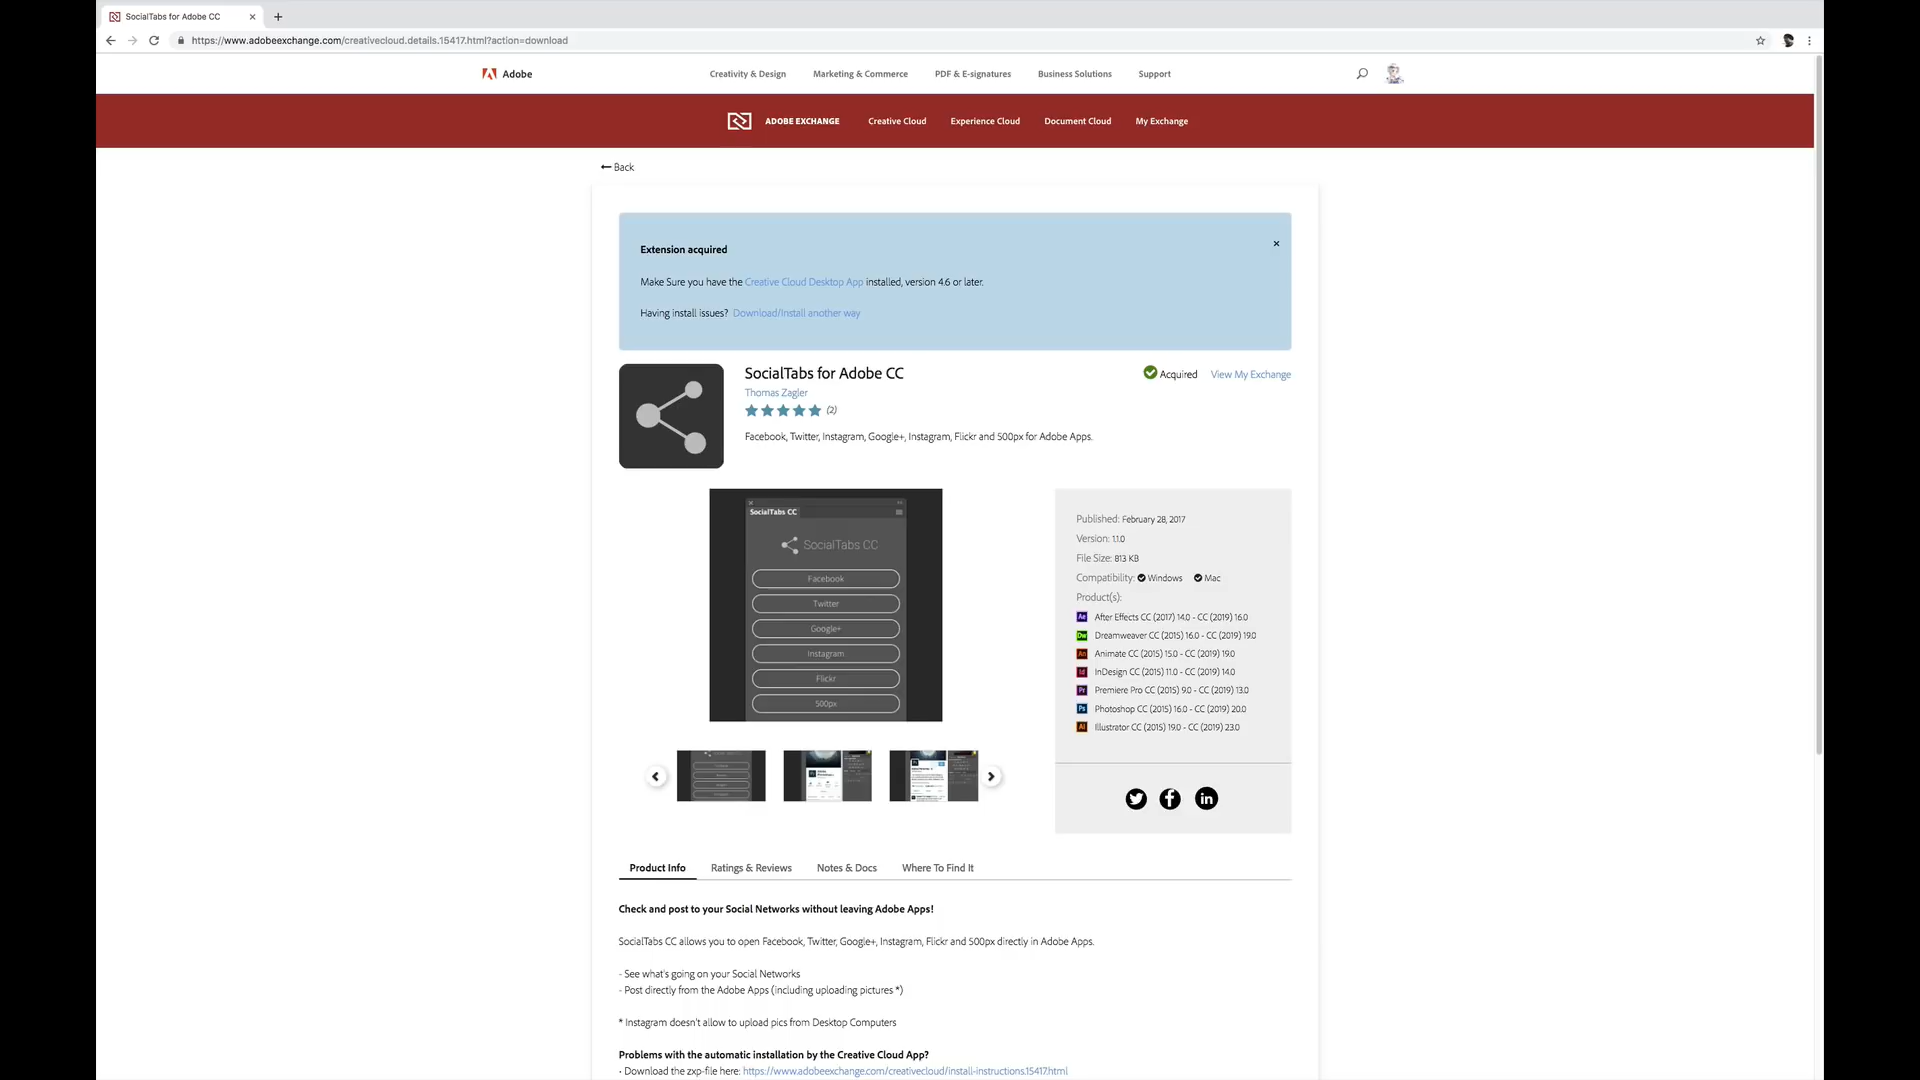 SocialTabs for Adobe CC
https://www.adobeexchange.com/creativecloud.details.15417.html?action=download
Adobe
Creativity & Design
Marketing & Commerce
PDF & E-signatures
Business Solutions
Support
ADOBE EXCHANGE
Creative Cloud
Experience Cloud
Document Cloud
My Exchange
Back
Extension acquired
Make Sure you have the Creative Cloud Desktop App installed, version 4.6 or later.
Having install issues? Download/Install another way
SocialTabs for Adobe CC
Acquired
View My Exchange
Thomas Zagler
(2)
Facebook, Twitter, Instagram, Google+, Instagram, Flickr and 500px for Adobe Apps.
SocialTabs CC
SocialTabs CC
Facebook
Twitter
Google+
Instagram
Flickr
500px
Published: February 28, 2017
Version: 1.1.0
File Size: 813 KB
Compatibility: Windows Mac
Product(s):
Ae After Effects CC (2017) 14.0 - CC (2019) 16.0
Dw Dreamweaver CC (2015) 16.0 - CC (2019) 19.0
An Animate CC (2015) 15.0 - CC (2019) 19.0
Id InDesign CC (2015) 11.0 - CC (2019) 14.0
Pr Premiere Pro CC (2015) 9.0 - CC (2019) 13.0
Ps Photoshop CC (2015) 16.0 - CC (2019) 20.0
Ai Illustrator CC (2015) 19.0 - CC (2019) 23.0
Product Info
Ratings & Reviews
Notes & Docs
Where To Find It
Check and post to your Social Networks without leaving Adobe Apps!
SocialTabs CC allows you to open Facebook, Twitter, Google+, Instagram, Flickr and 500px directly in Adobe Apps.
- See what's going on your Social Networks
- Post directly from the Adobe Apps (including uploading pictures *)
* Instagram doesn't allow to upload pics from Desktop Computers
Problems with the automatic installation by the Creative Cloud App?
• Download the zxp-file here: https://www.adobeexchange.com/creativecloud/install-instructions.15417.html